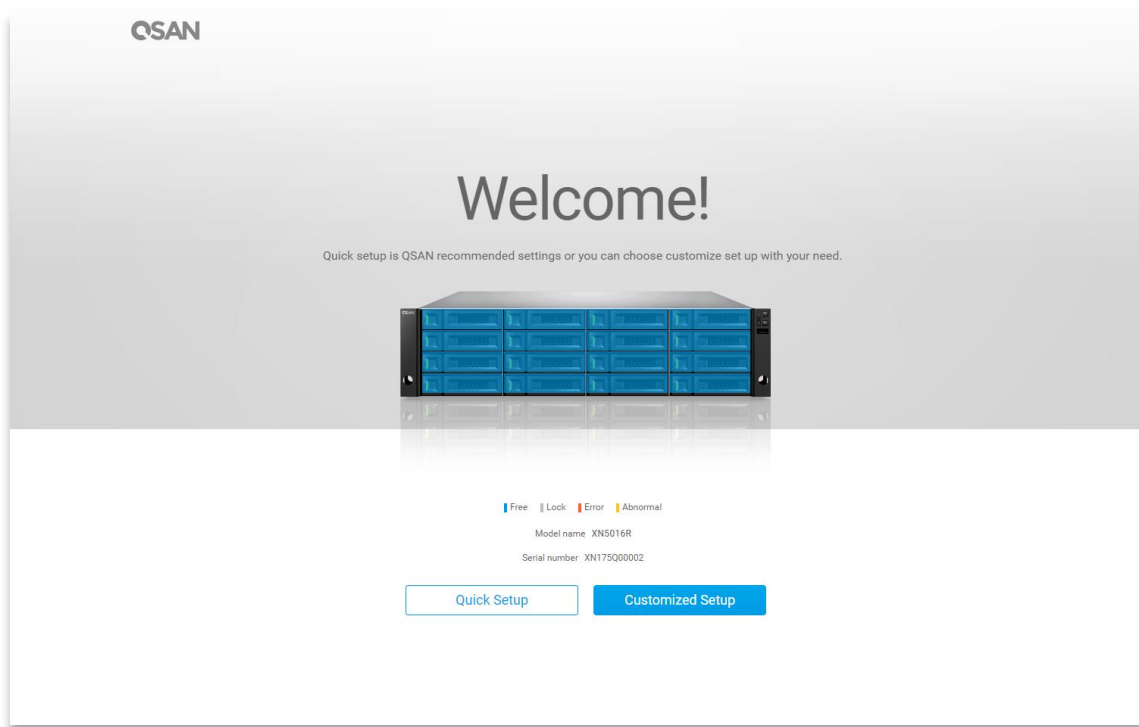 QSAN
Welcome!
Quick setup is QSAN recommended settings or you can choose customize set up with your need.
QSAN
Free Lock Error Abnormal
Model name XN5016R
Serial number XN175Q00002
Quick Setup
Customized Setup